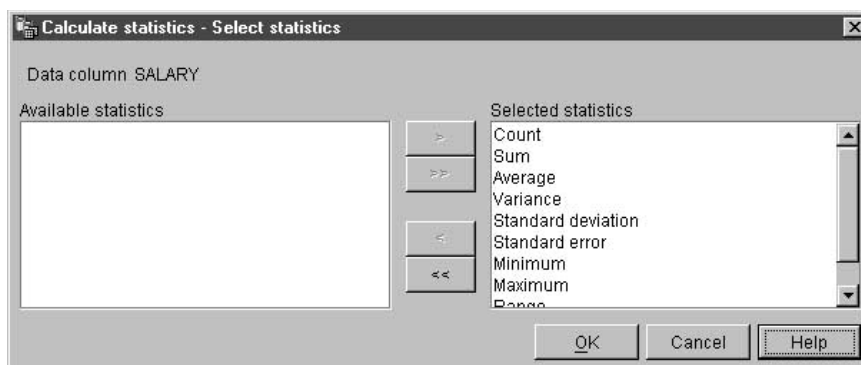 Calculate statistics - Select statistics
Data column SALARY
Available statistics
>
>>
<
<<
Selected statistics
Count
Sum
Average
Variance
Standard deviation
Standard error
Minimum
Maximum
Range
OK
Cancel
Help